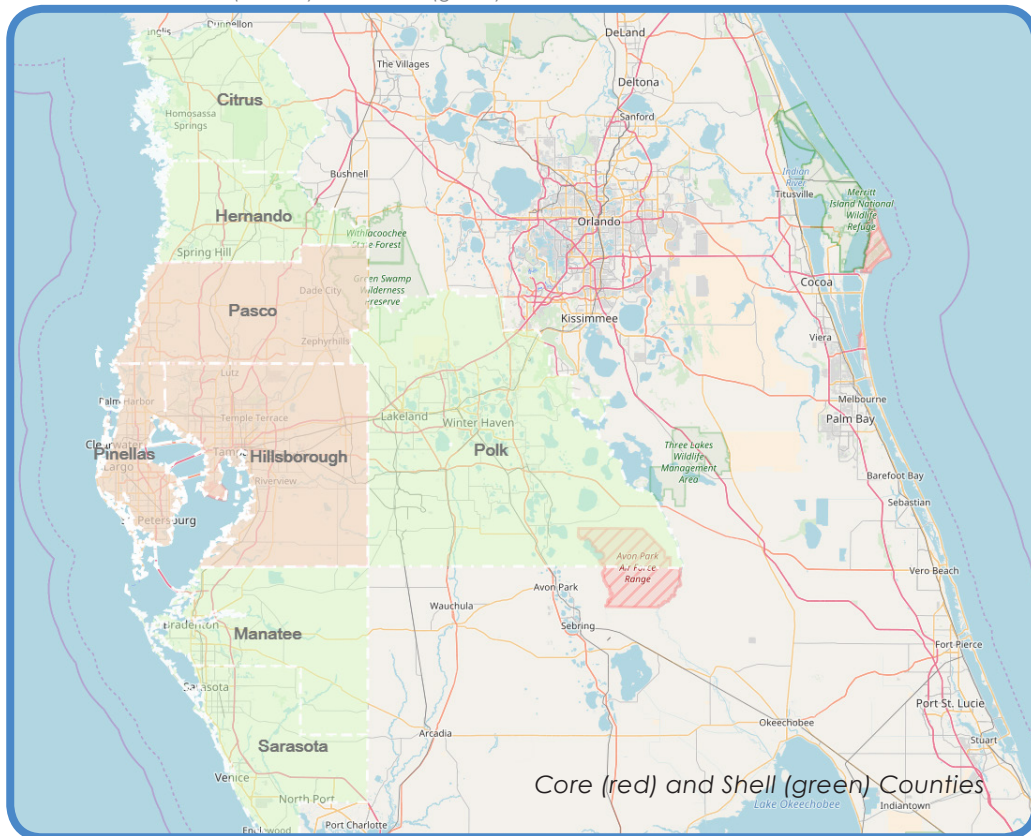 Dunnellon
DeLand
The Villages
Deltona
Citrus
Homosassa
Springs
Sanford
Bushnell
Indian
River
Titusville
Merritt
Island National
Wildlife
Refuge
Hernando
Orlando
Withlacoochee
State Forest
Spring Hill
Green Swamp
Wilderness
Preserve
Dade City
Cocoa
Pasco
Kissimmee
Zephyrhills
Viera
Lutz
Palm Harbor
Melbourne
Temple Terrace
Lakeland
Winter Haven
Palm Bay
Clearwater
Pinellas
Largo
Hillsborough
Polk
Three Lakes
Wildlife
Management
Area
Riverview
Barefoot Bay
Sebastian
St. Petersburg
Avon Park
Air Force
Range
Vero Beach
Avon Park
Wauchula
Bradenton
Manatee
Sebring
Fort Pierce
Sarasota
Port St. Lucie
Okeechobee
Arcadia
Stuart
Sarasota
Venice
North Port
Core (red) and Shell (green) Counties
Lake Okeechobee
Indiantown
Port Charlotte
Englewood